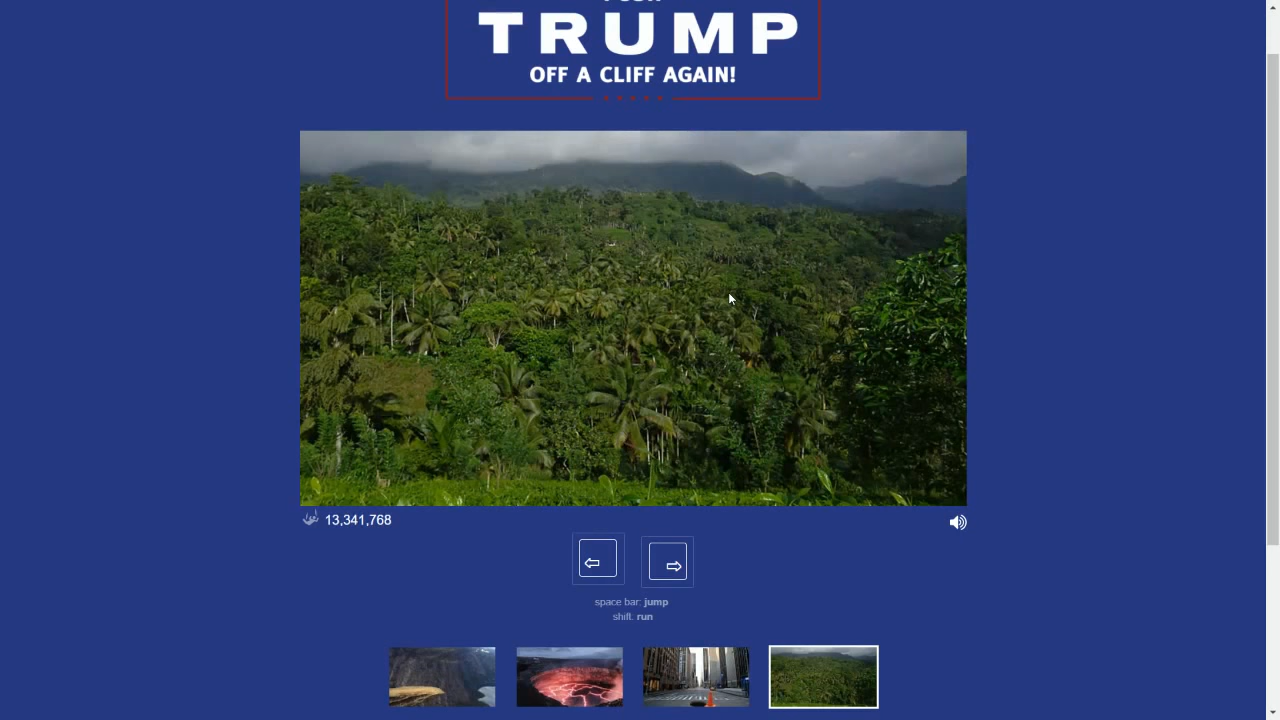 TRUMP
OFF A CLIFF AGAIN!
13,341,768
space bar: jump
shift: run